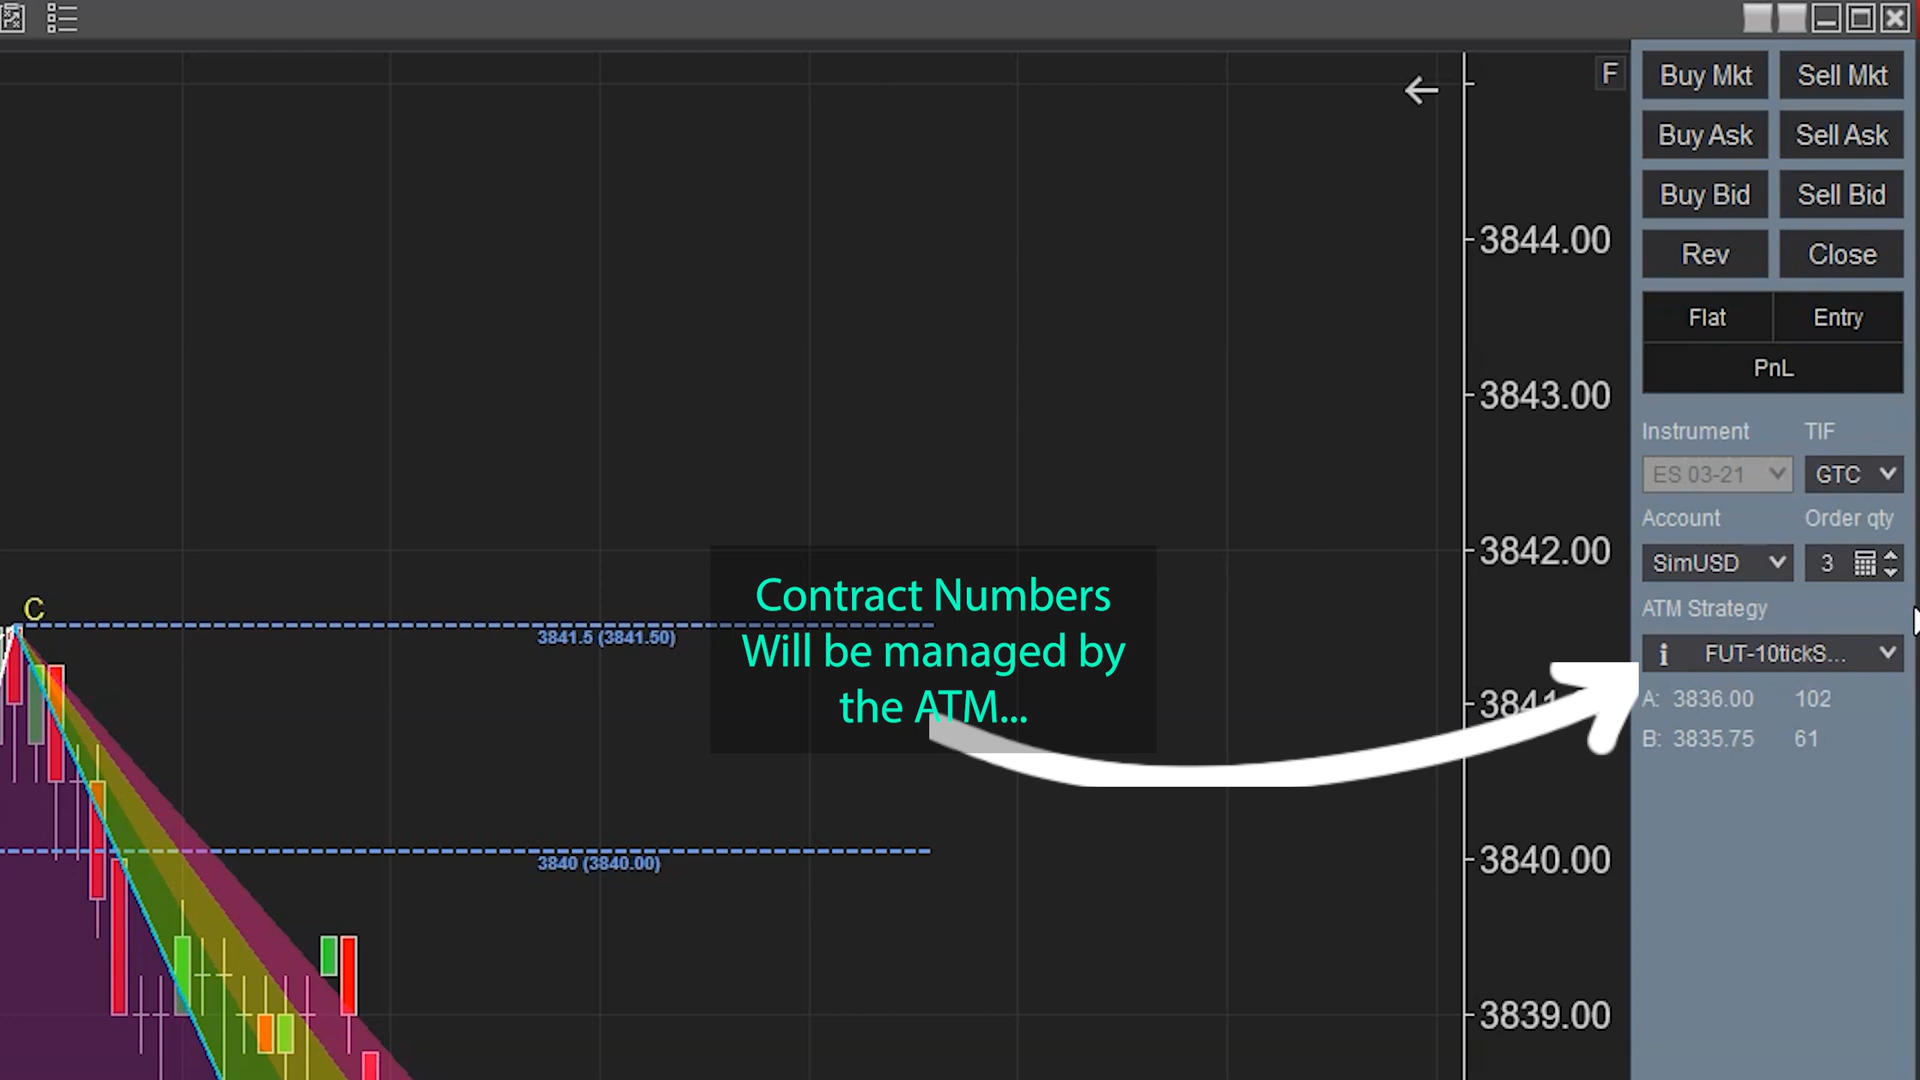 F
Buy Mkt Sell Mkt
Buy Ask Sell Ask
Buy Bid Sell Bid
Rev Close
Flat Entry
PnL
Instrument TIF
ES 03-21 GTC
Account Order qty
SimUSD 3
ATM Strategy
i FUT-10tickS...
A: 3836.00 102
B: 3835.75 61
3844.00
3843.00
3842.00
3841
3840.00
3839.00
C
3841.5 (3841.50)
3840 (3840.00)
Contract Numbers
Will be managed by
the ATM...